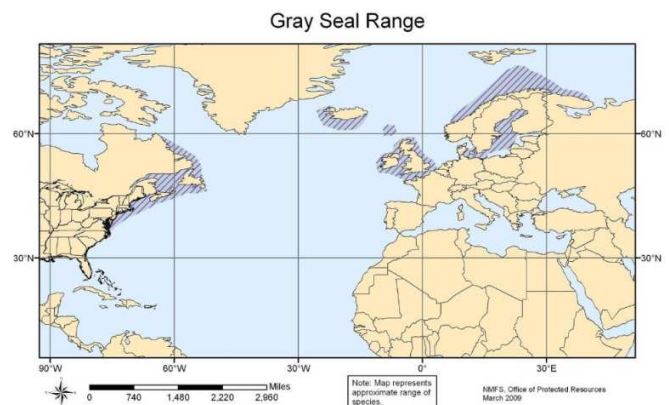 Gray Seal Range
60°N
60°N
30°N
30°N
90°W
60°W
30°W
0°
30°E
Miles
0 740 1,480 2,220 2,960
Note: Map represents
approximate range of
species.
NMFS, Office of Protected Resources
March 2009